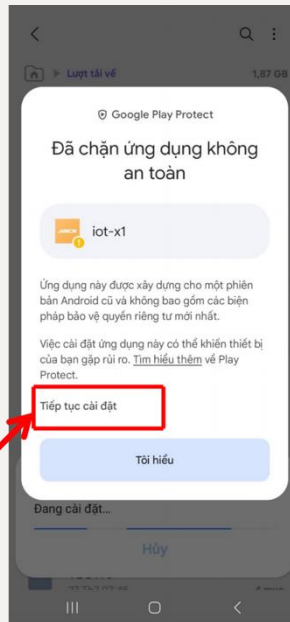 Lượt tải về
1,87 GB
Google Play Protect
Đã chặn ứng dụng không
an toàn
iot-x1
Ứng dụng này được xây dựng cho một phiên
bản Android cũ và không bao gồm các biện
pháp bảo vệ quyền riêng tư mới nhất.
Việc cài đặt ứng dụng này có thể khiến thiết bị
của bạn gặp rủi ro. Tìm hiểu thêm về Play
Protect.
Tiếp tục cài đặt
Tôi hiểu
Đang cài đặt...
Hủy